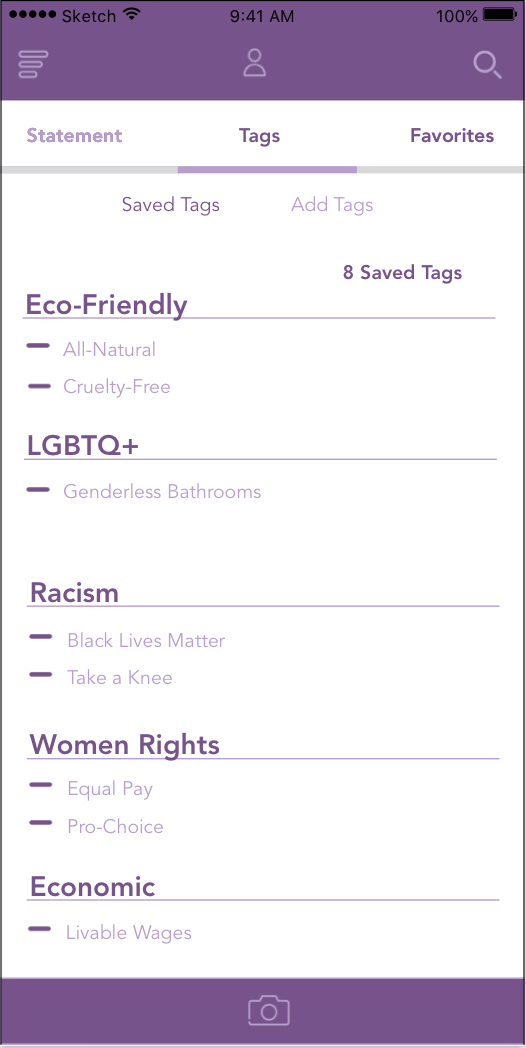 Sketch 9:41 AM 100%
Statement Tags Favorites
Saved Tags Add Tags
8 Saved Tags
Eco-Friendly
All-Natural
Cruelty-Free
LGBTQ+
Genderless Bathrooms
Racism
Black Lives Matter
Take a Knee
Women Rights
Equal Pay
Pro-Choice
Economic
Livable Wages